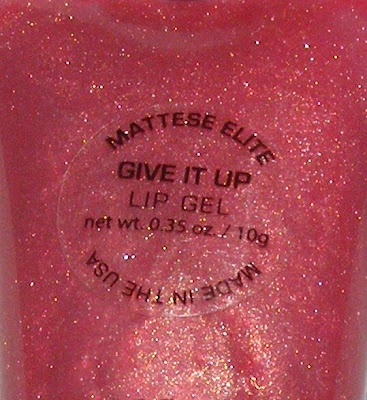 MATTESE ELITE
GIVE IT UP
LIP GEL
net wt. 0.35 oz. / 10g
MADE IN THE USA